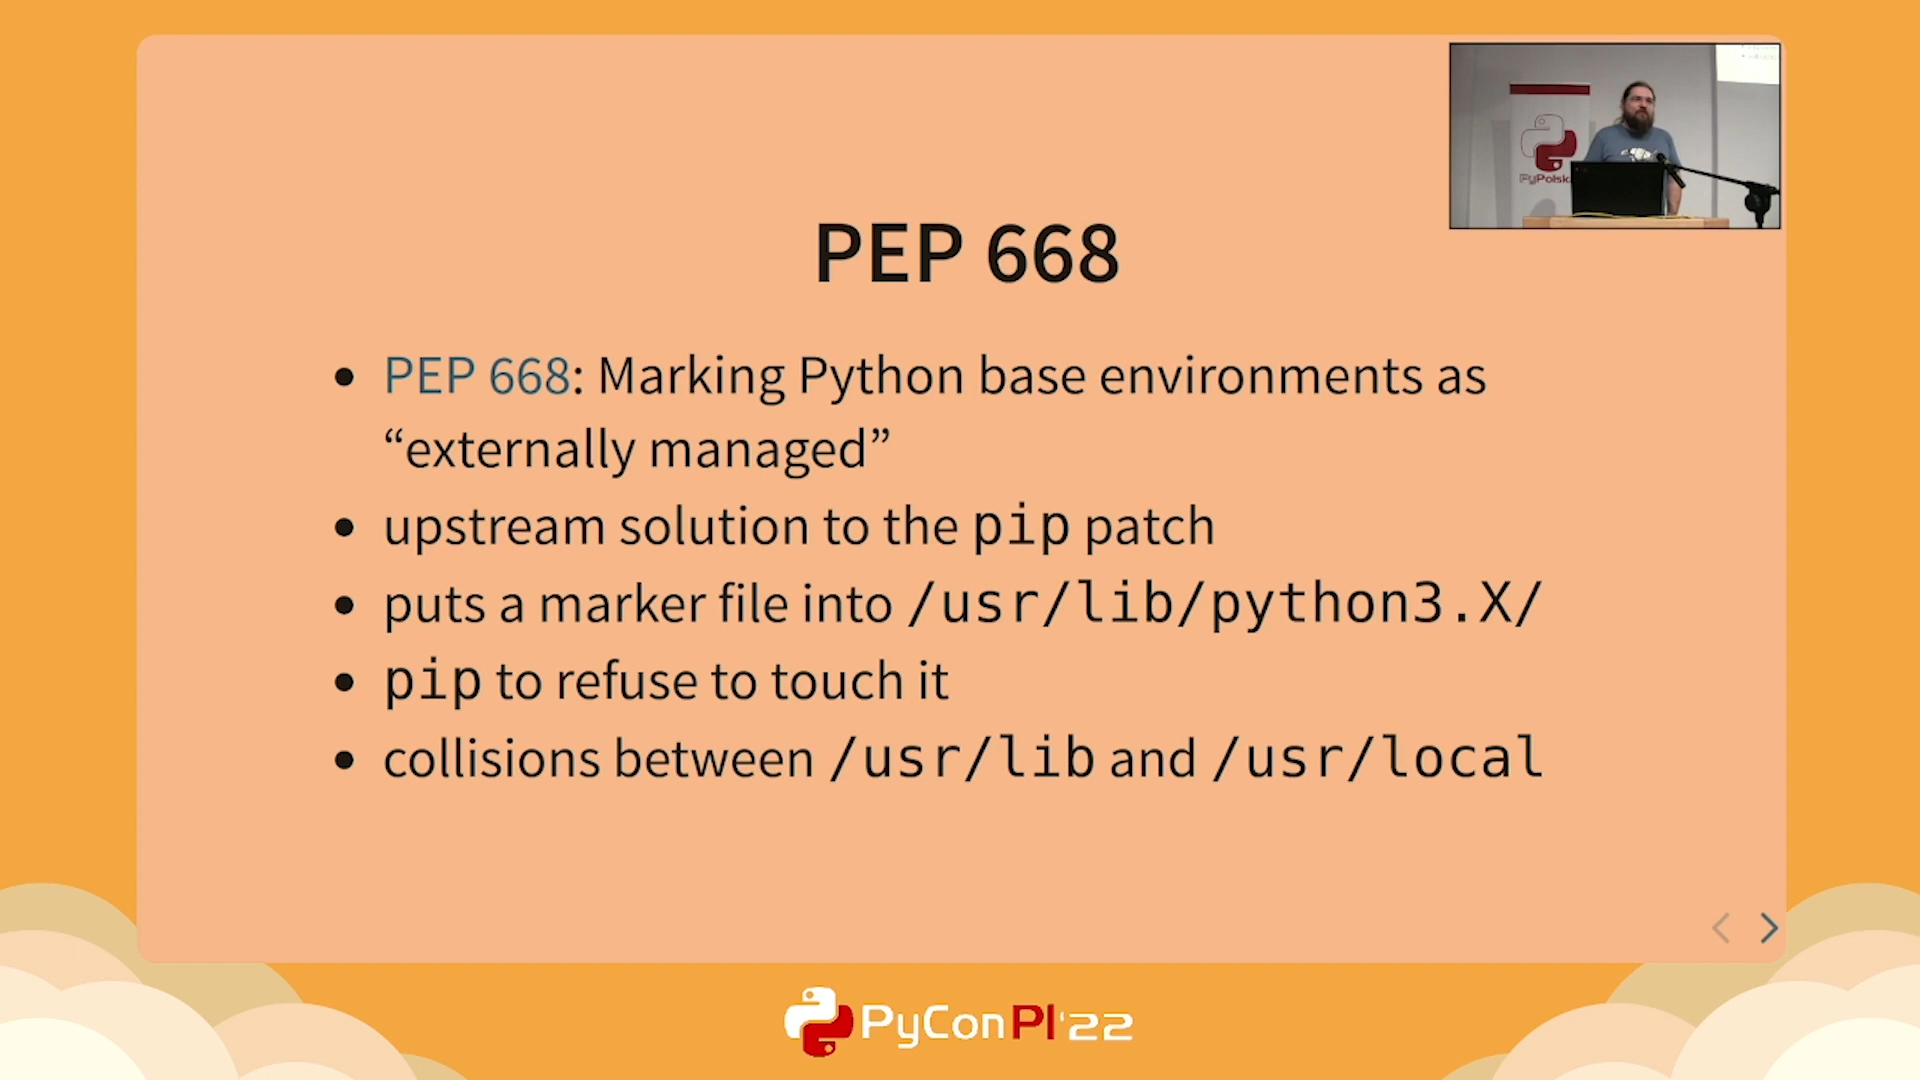 PEP 668
PEP 668: Marking Python base environments as
“externally managed”
upstream solution to the pip patch
puts a marker file into /usr/lib/python3.X/
pip to refuse to touch it
collisions between /usr/lib and /usr/local
PyPolska
PyConPl‘22